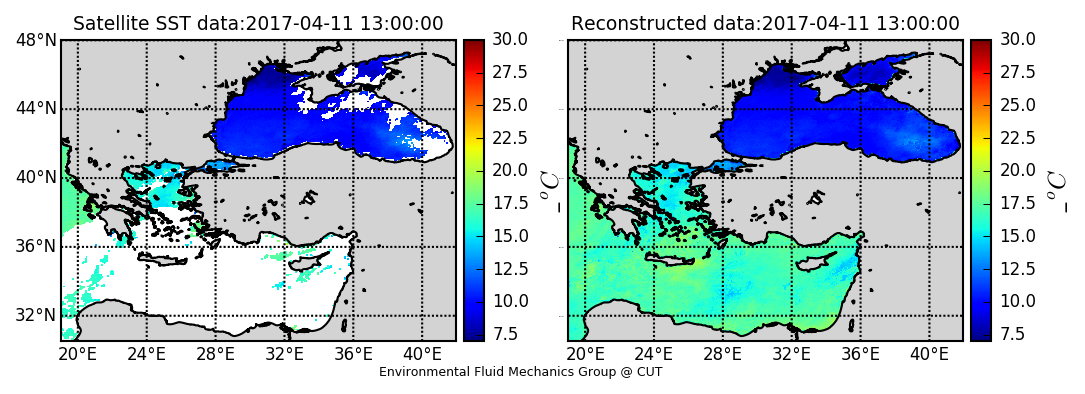 Satellite SST data:2017-04-11 13:00:00
Reconstructed data:2017-04-11 13:00:00
48°N
44°N
40°N
36°N
32°N
20°E 24°E 28°E 32°E 36°E 40°E
30.0
27.5
25.0
22.5
20.0
17.5
15.0
12.5
10.0
7.5
_ °C
20°E 24°E 28°E 32°E 36°E 40°E
30.0
27.5
25.0
22.5
20.0
17.5
15.0
12.5
10.0
7.5
_ °C
Environmental Fluid Mechanics Group @ CUT